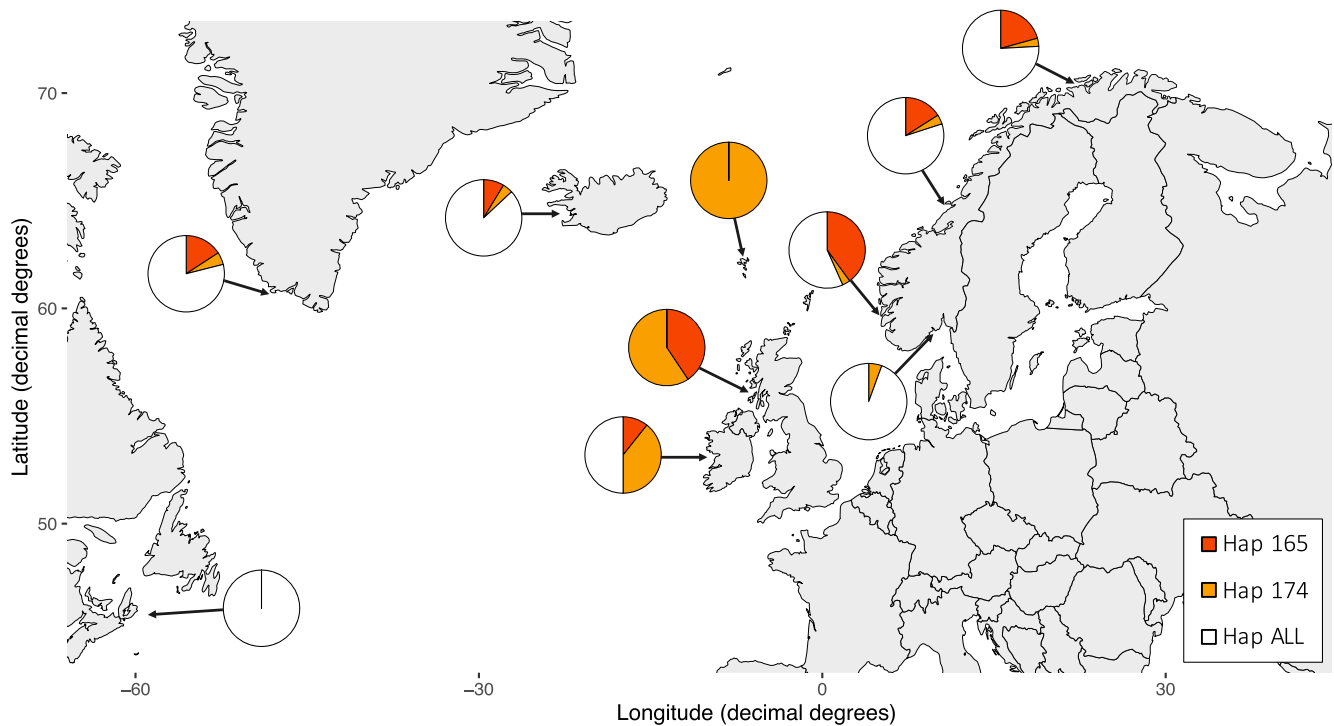 70
60
50
Latitude (decimal degrees)
–60
–30
0
30
Longitude (decimal degrees)
Hap 165
Hap 174
Hap ALL